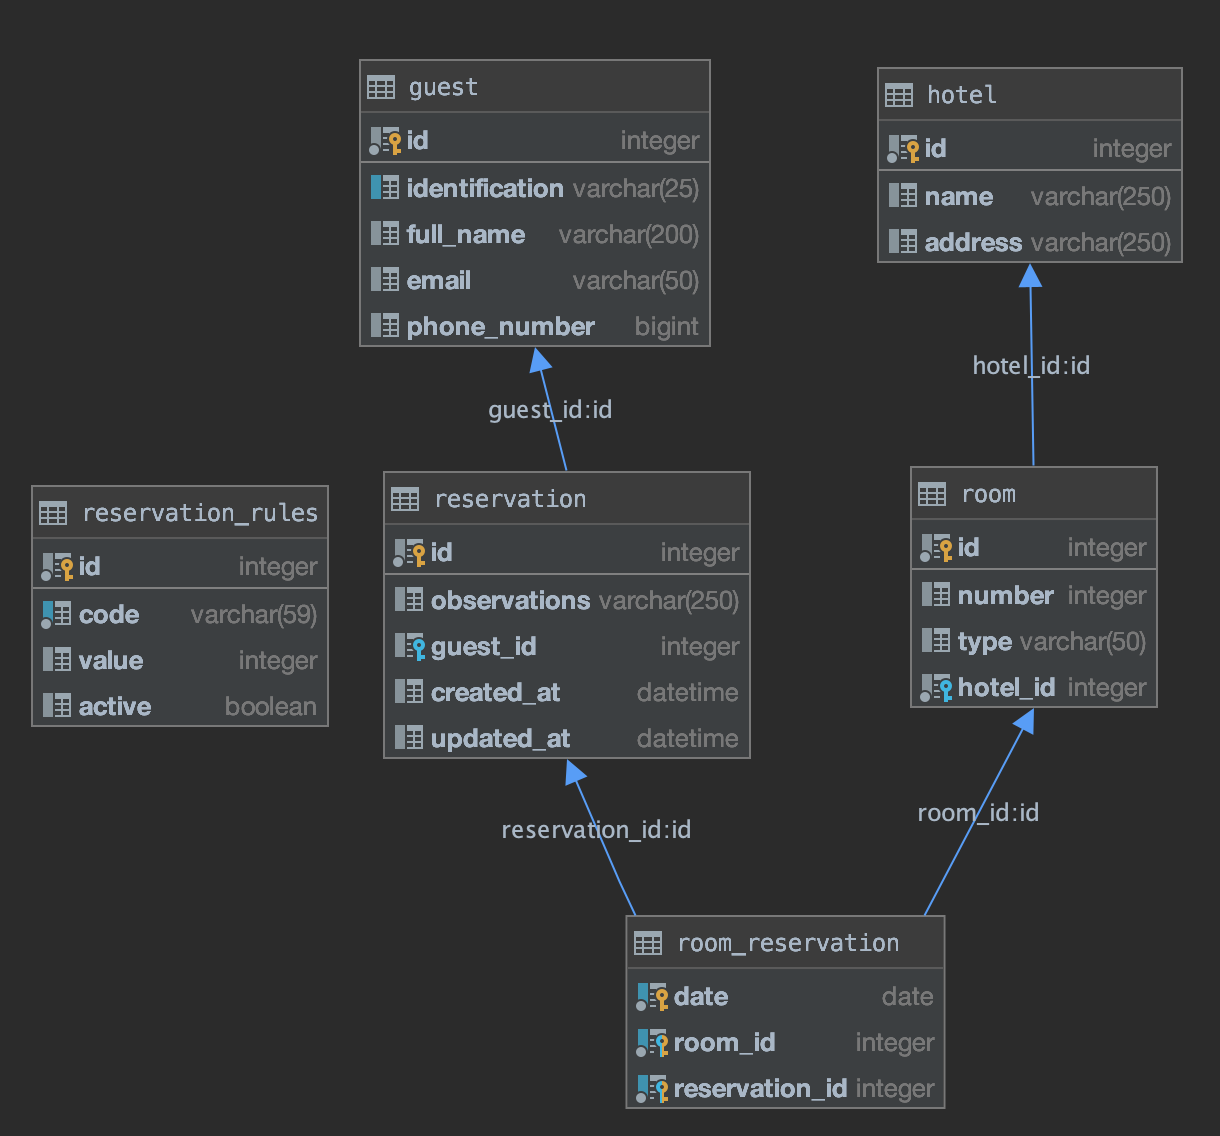 guest
id integer
identification varchar(25)
full_name varchar(200)
email varchar(50)
phone_number bigint
hotel
id integer
name varchar(250)
address varchar(250)
guest_id:id
hotel_id:id
reservation_rules
id integer
code varchar(59)
value integer
active boolean
reservation
id integer
observations varchar(250)
guest_id integer
created_at datetime
updated_at datetime
room
id integer
number integer
type varchar(50)
hotel_id integer
reservation_id:id
room_id:id
room_reservation
date date
room_id integer
reservation_id integer